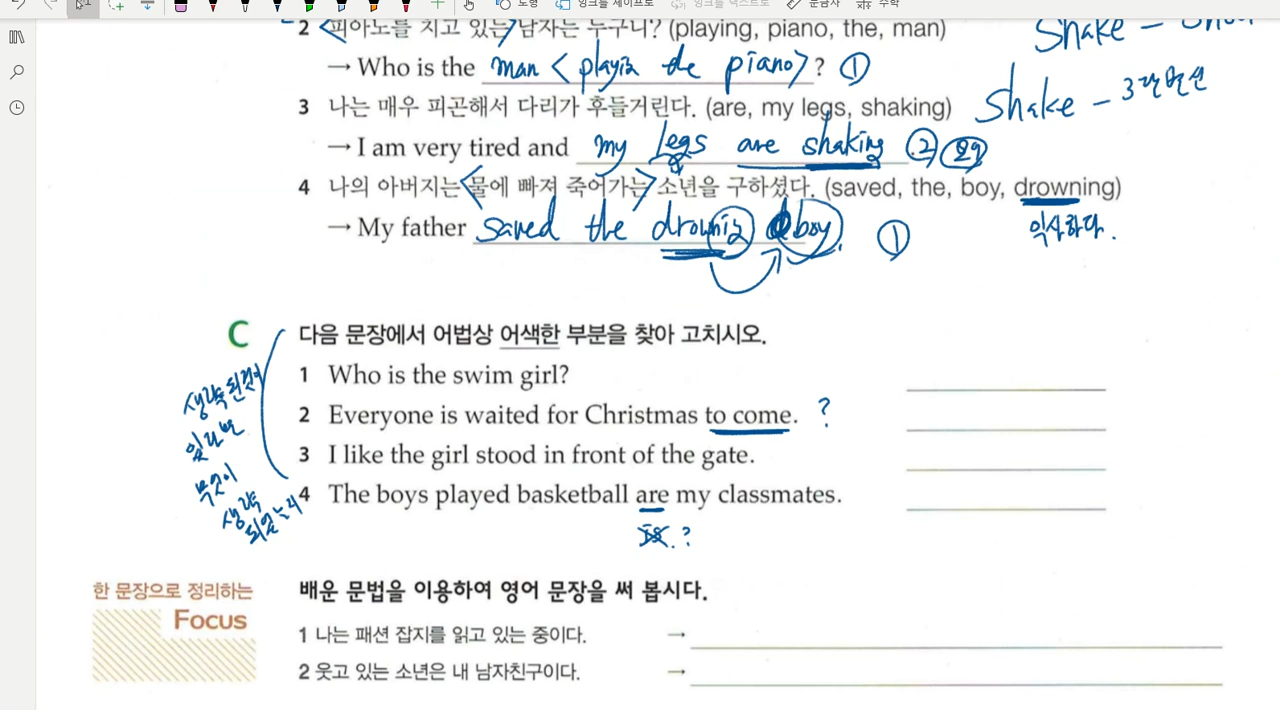 2 <피아노를 치고 있는> 남자는 누구니? (playing, piano, the, man)
→ Who is the man < the piano> ? ①
Shake –
3 나는 매우 피곤해서 다리가 후들거린다. (are, my legs, shaking)
Shake – 3단변신
→ I am very tired and my legs are shaking. ②
4 나의 아버지는 <물에 빠져 죽어가는> 소년을 구하셨다. (saved, the, boy, drowning)
익사하다.
→ My father saved the boy. ①
C 다음 문장에서 어법상 어색한 부분을 찾아 고치시오.
생략된것이
있다면
무엇이
생략
되었는지
1 Who is the swim girl?
2 Everyone is waited for Christmas to come. ?
3 I like the girl stood in front of the gate.
4 The boys played basketball are my classmates.
is. ?
한 문장으로 정리하는
Focus
배운 문법을 이용하여 영어 문장을 써 봅시다.
1 나는 패션 잡지를 읽고 있는 중이다. →
2 웃고 있는 소년은 내 남자친구이다. →